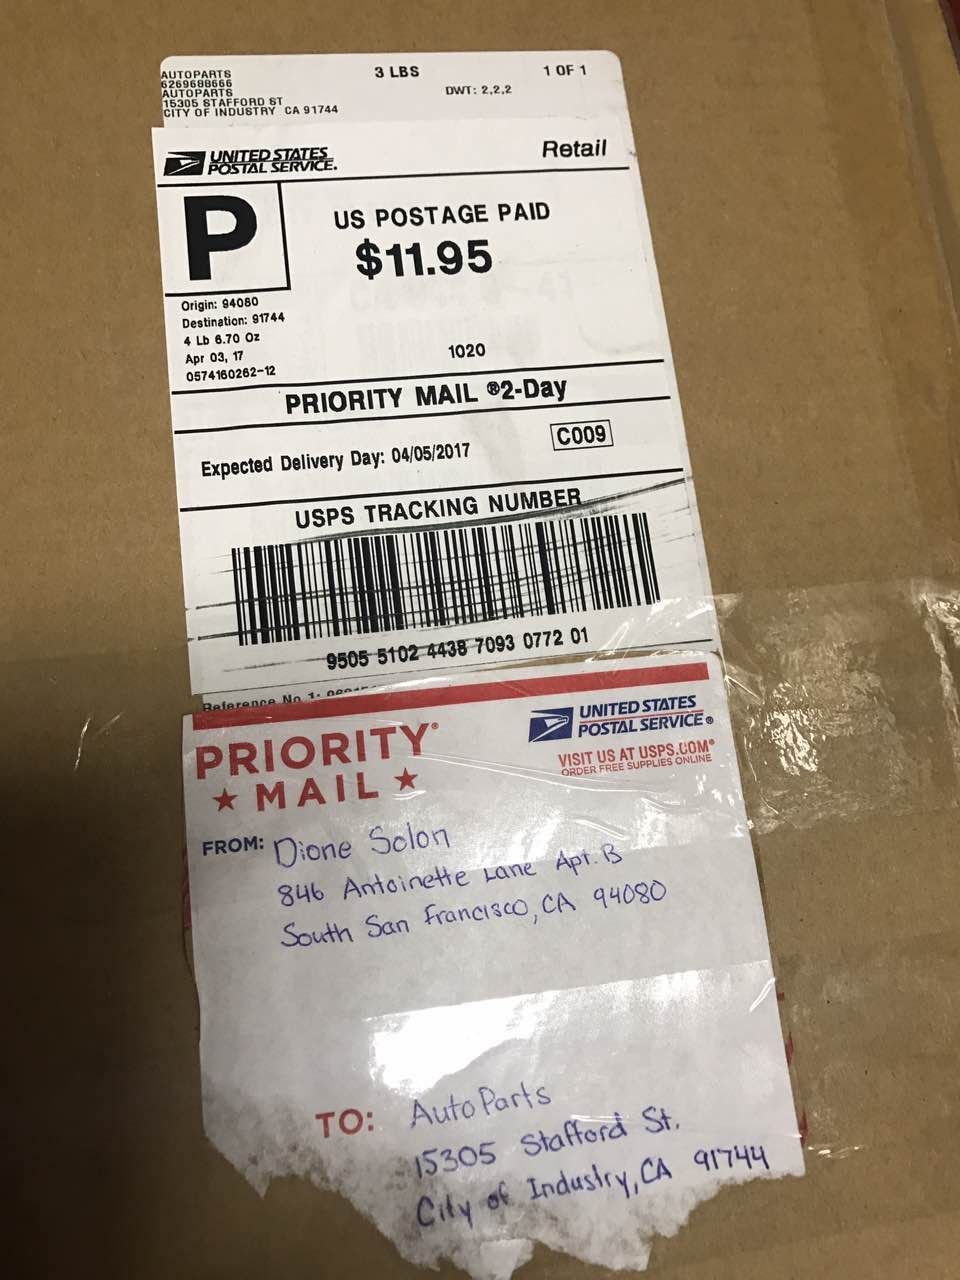 AUTOPARTS
6269688666
AUTOPARTS
15305 STAFFORD ST
CITY OF INDUSTRY CA 91744
3 LBS
1 OF 1
DWT: 2,2,2
UNITED STATES
POSTAL SERVICE.
Retail
P
US POSTAGE PAID
$11.95
Origin: 94080
Destination: 91744
4 Lb 6.70 Oz
Apr 03, 17
0574160262-12
1020
PRIORITY MAIL ®2-Day
Expected Delivery Day: 04/05/2017
C009
USPS TRACKING NUMBER
9505 5102 4438 7093 0772 01
Reference No 1:
PRIORITY®
★ MAIL ★
UNITED STATES
POSTAL SERVICE®
VISIT US AT USPS.COM®
ORDER FREE SUPPLIES ONLINE
FROM: Dione Solon
846 Antoinette Lane Apt. B
South San Francisco, CA 94080
TO: AutoParts
15305 Stafford St.
City of Industry, CA 91744